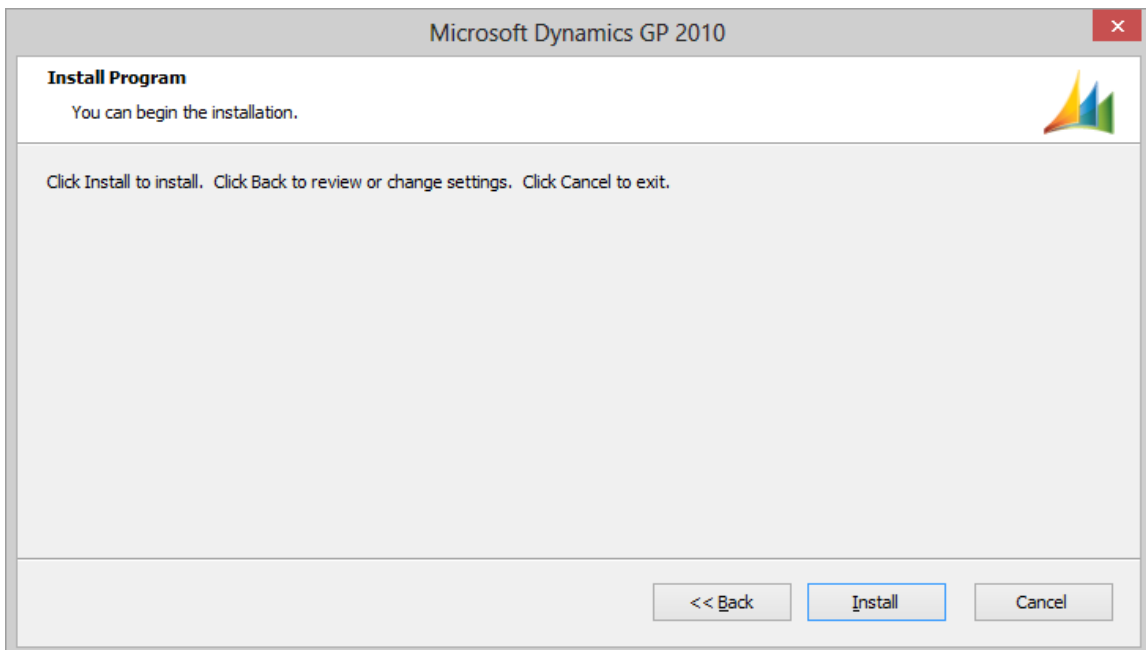 Microsoft Dynamics GP 2010
Install Program
You can begin the installation.
Click Install to install.  Click Back to review or change settings.  Click Cancel to exit.
<< Back
Install
Cancel